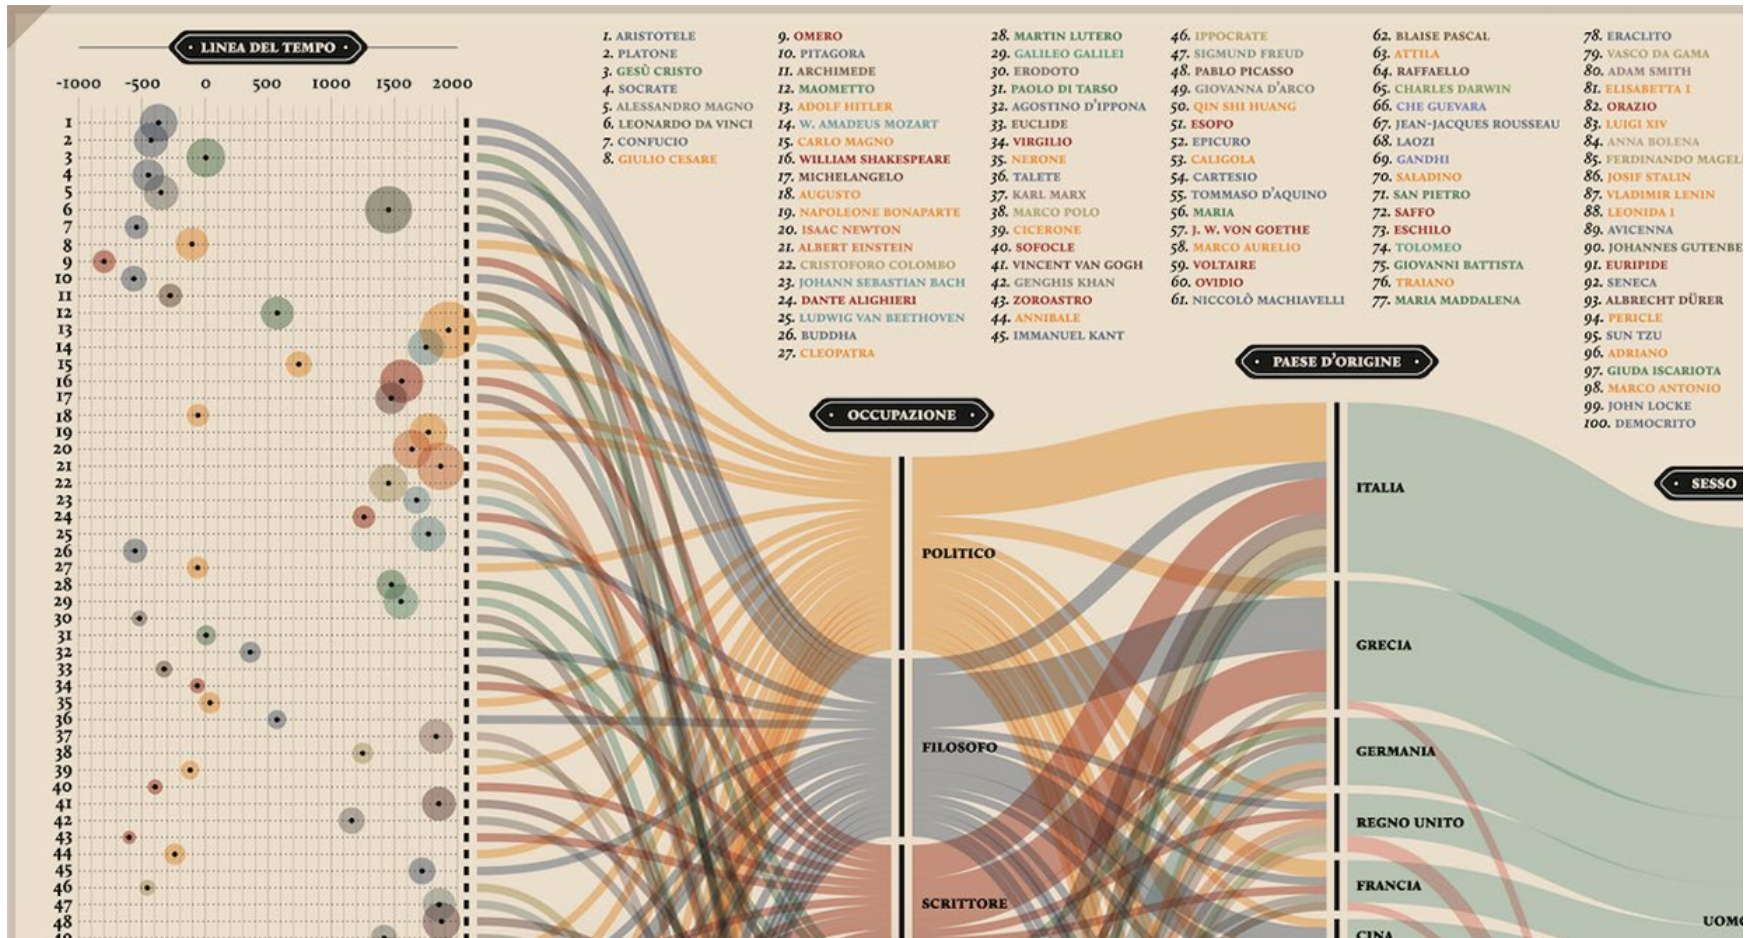 LINEA DEL TEMPO
-1000 -500 0 500 1000 1500 2000
1
2
3
4
5
6
7
8
9
10
11
12
13
14
15
16
17
18
19
20
21
22
23
24
25
26
27
28
29
30
31
32
33
34
35
36
37
38
39
40
41
42
43
44
45
46
47
48
49
1. ARISTOTELE
2. PLATONE
3. GESÙ CRISTO
4. SOCRATE
5. ALESSANDRO MAGNO
6. LEONARDO DA VINCI
7. CONFUCIO
8. GIULIO CESARE
9. OMERO
10. PITAGORA
11. ARCHIMEDE
12. MAOMETTO
13. ADOLF HITLER
14. W. AMADEUS MOZART
15. CARLO MAGNO
16. WILLIAM SHAKESPEARE
17. MICHELANGELO
18. AUGUSTO
19. NAPOLEONE BONAPARTE
20. ISAAC NEWTON
21. ALBERT EINSTEIN
22. CRISTOFORO COLOMBO
23. JOHANN SEBASTIAN BACH
24. DANTE ALIGHIERI
25. LUDWIG VAN BEETHOVEN
26. BUDDHA
27. CLEOPATRA
28. MARTIN LUTERO
29. GALILEO GALILEI
30. ERODOTO
31. PAOLO DI TARSO
32. AGOSTINO D'IPPONA
33. EUCLIDE
34. VIRGILIO
35. NERONE
36. TALETE
37. KARL MARX
38. MARCO POLO
39. CICERONE
40. SOFOCLE
41. VINCENT VAN GOGH
42. GENGHIS KHAN
43. ZOROASTRO
44. ANNIBALE
45. IMMANUEL KANT
46. IPPOCRATE
47. SIGMUND FREUD
48. PABLO PICASSO
49. GIOVANNA D'ARCO
50. QIN SHI HUANG
51. ESOPO
52. EPICURO
53. CALIGOLA
54. CARTESIO
55. TOMMASO D'AQUINO
56. MARIA
57. J. W. VON GOETHE
58. MARCO AURELIO
59. VOLTAIRE
60. OVIDIO
61. NICCOLÒ MACHIAVELLI
62. BLAISE PASCAL
63. ATTILA
64. RAFFAELLO
65. CHARLES DARWIN
66. CHE GUEVARA
67. JEAN-JACQUES ROUSSEAU
68. LAOZI
69. GANDHI
70. SALADINO
71. SAN PIETRO
72. SAFFO
73. ESCHILO
74. TOLOMEO
75. GIOVANNI BATTISTA
76. TRAIANO
77. MARIA MADDALENA
78. ERACLITO
79. VASCO DA GAMA
80. ADAM SMITH
81. ELISABETTA I
82. ORAZIO
83. LUIGI XIV
84. ANNA BOLENA
85. FERDINANDO MAGEL
86. JOSIF STALIN
87. VLADIMIR LENIN
88. LEONIDA I
89. AVICENNA
90. JOHANNES GUTENBE
91. EURIPIDE
92. SENECA
93. ALBRECHT DÜRER
94. PERICLE
95. SUN TZU
96. ADRIANO
97. GIUDA ISCARIOTA
98. MARCO ANTONIO
99. JOHN LOCKE
100. DEMOCRITO
OCCUPAZIONE
POLITICO
FILOSOFO
SCRITTORE
PAESE D'ORIGINE
ITALIA
GRECIA
GERMANIA
REGNO UNITO
FRANCIA
CINA
SESSO
UOMO